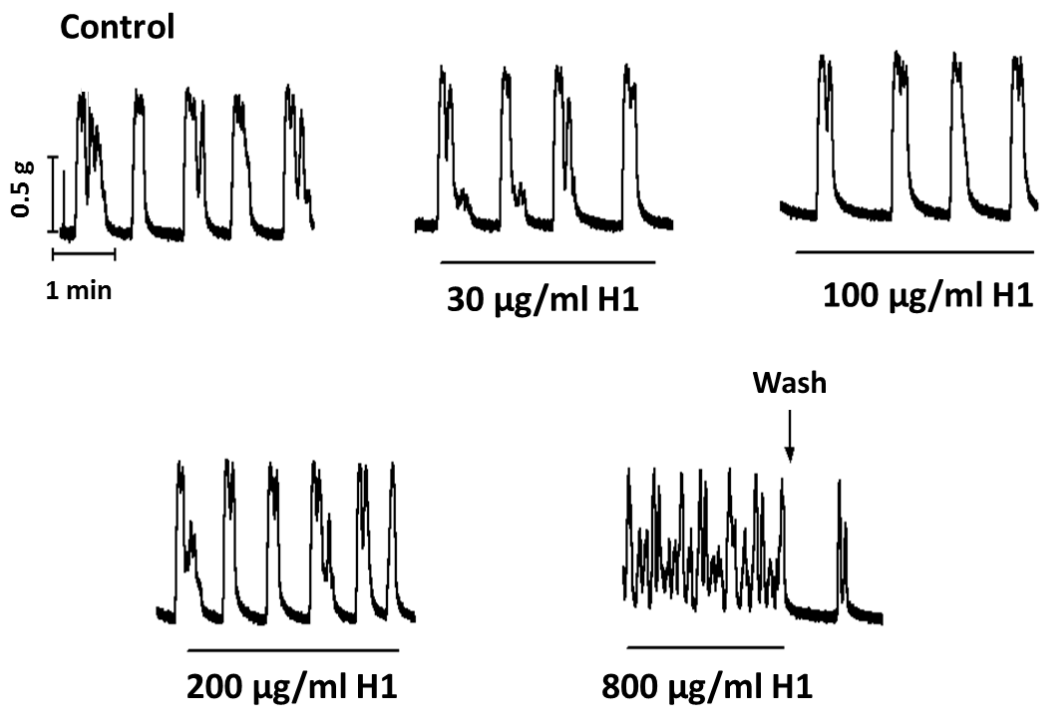 Control
0.5 g
1 min
30 µg/ml H1
100 µg/ml H1
Wash
200 µg/ml H1
800 µg/ml H1